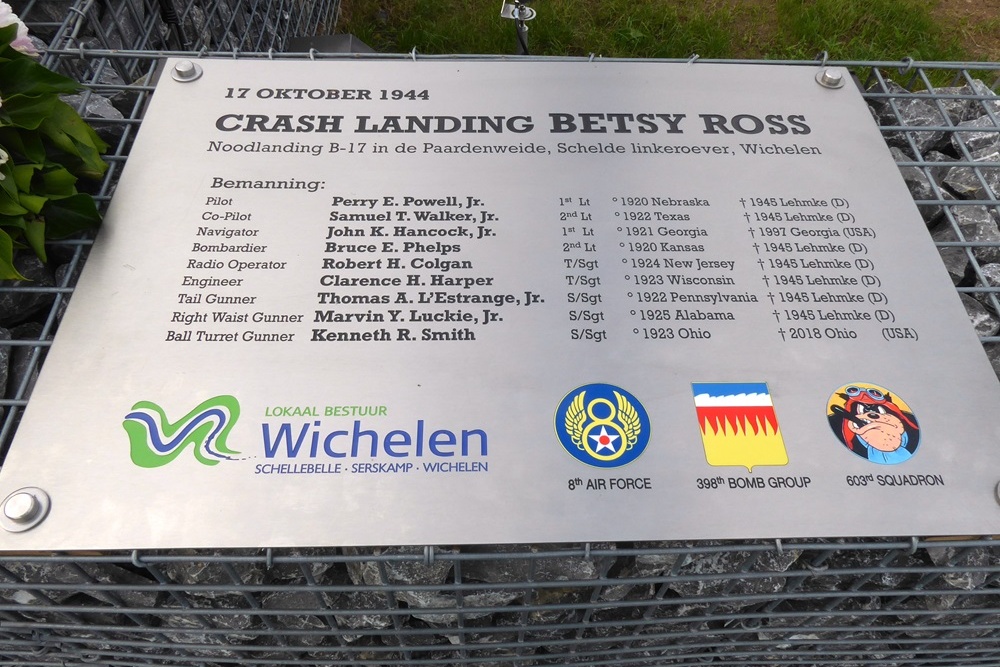 17 OKTOBER 1944
CRASH LANDING BETSY ROSS
Noodlanding B-17 in de Paardenweide, Schelde linkeroever, Wichelen
Bemanning:
Pilot Perry E. Powell, Jr. 1st Lt ° 1920 Nebraska † 1945 Lehmke (D)
Co-Pilot Samuel T. Walker, Jr. 2nd Lt ° 1922 Texas † 1945 Lehmke (D)
Navigator John K. Hancock, Jr. 1st Lt ° 1921 Georgia † 1997 Georgia (USA)
Bombardier Bruce E. Phelps 2nd Lt ° 1920 Kansas † 1945 Lehmke (D)
Radio Operator Robert H. Colgan T/Sgt ° 1924 New Jersey † 1945 Lehmke (D)
Engineer Clarence H. Harper T/Sgt ° 1923 Wisconsin † 1945 Lehmke (D)
Tail Gunner Thomas A. L'Estrange, Jr. S/Sgt ° 1922 Pennsylvania † 1945 Lehmke (D)
Right Waist Gunner Marvin Y. Luckie, Jr. S/Sgt ° 1925 Alabama † 1945 Lehmke (D)
Ball Turret Gunner Kenneth R. Smith S/Sgt ° 1923 Ohio † 2018 Ohio (USA)
LOKAAL BESTUUR
Wichelen
SCHELLEBELLE · SERSKAMP · WICHELEN
8th AIR FORCE 398th BOMB GROUP 603rd SQUADRON